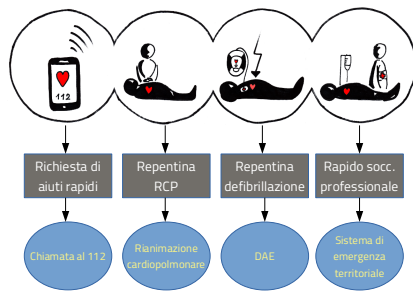 112
Richiesta di
aiuti rapidi
Repentina
RCP
Repentina
defibrillazione
Rapido socc.
professionale
Chiamata al 112
Rianimazione
cardiopolmonare
DAE
Sistema di
emergenza
territoriale